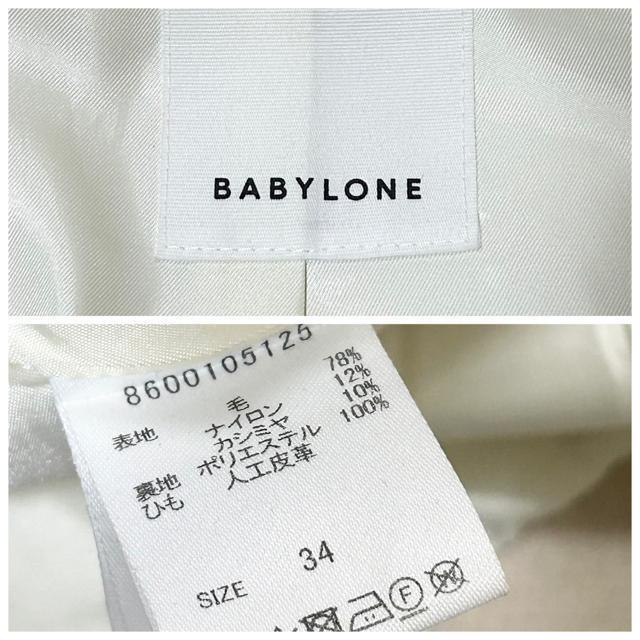 BABYLONE
8600105125
表地 毛 78%
ナイロン 12%
カシミヤ 10%
裏地 ポリエステル 100%
ひも 人工皮革
SIZE 34
F